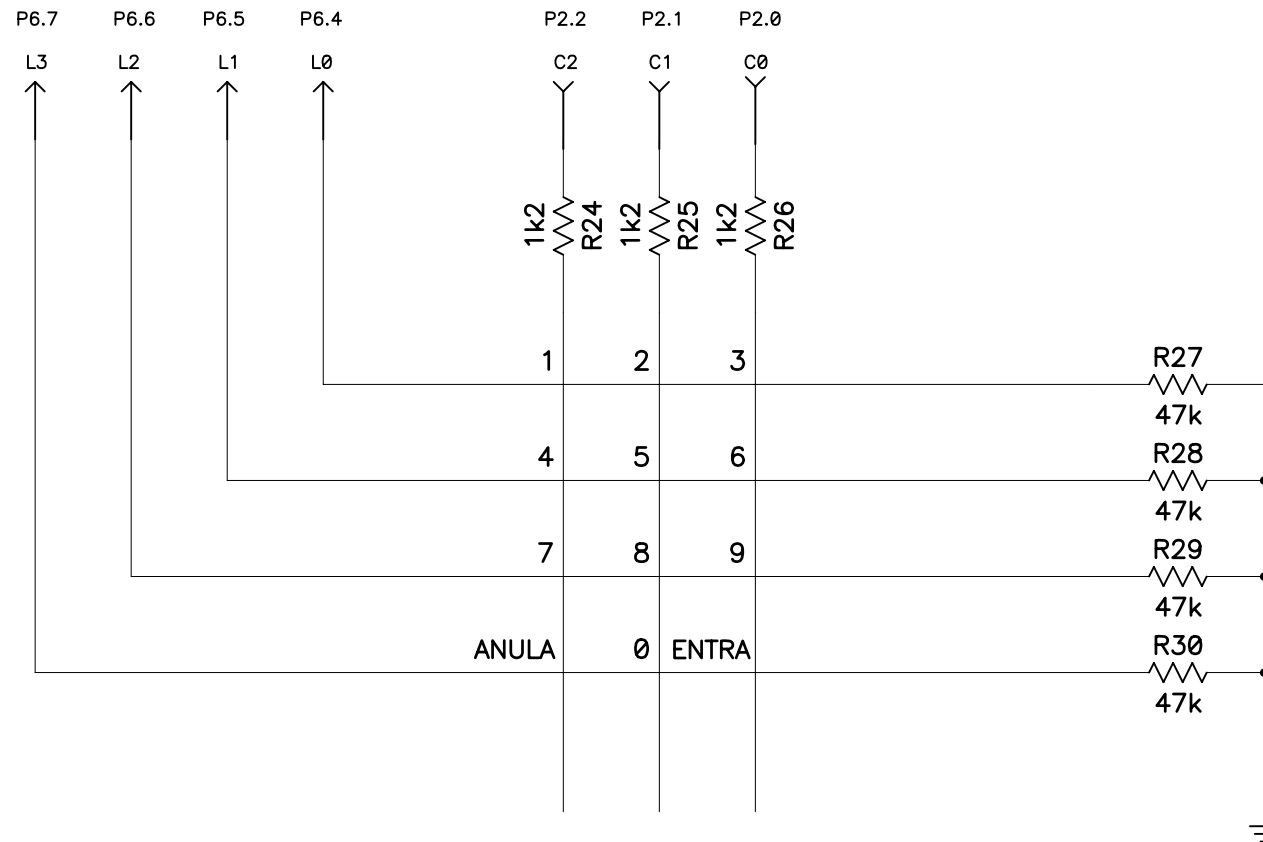 P6.7 P6.6 P6.5 P6.4 P2.2 P2.1 P2.0
L3 L2 L1 L0 C2 C1 C0
1k2 R24 1k2 R25 1k2 R26
1 2 3 R27
47k
4 5 6 R28
47k
7 8 9 R29
47k
ANULA 0 ENTRA R30
47k